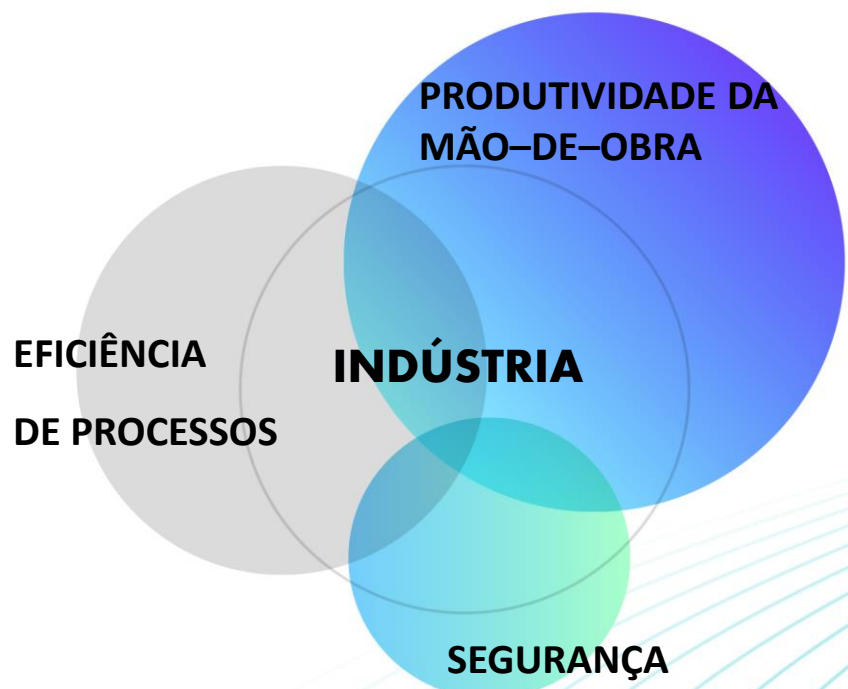 PRODUTIVIDADE DA
MÃO–DE–OBRA
EFICIÊNCIA
DE PROCESSOS
INDÚSTRIA
SEGURANÇA